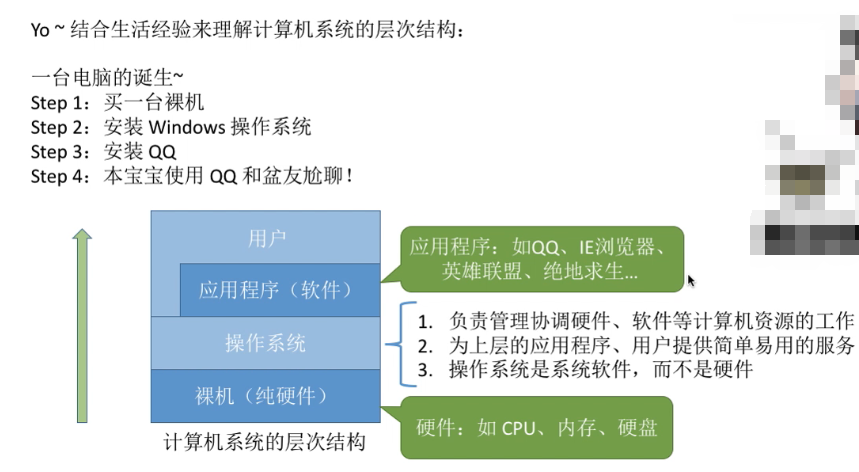 Yo ~ 结合生活经验来理解计算机系统的层次结构：
一台电脑的诞生~
Step 1：买一台裸机
Step 2：安装 Windows 操作系统
Step 3：安装 QQ
Step 4：本宝宝使用 QQ 和盆友尬聊！
用户
应用程序（软件）
操作系统
裸机（纯硬件）
计算机系统的层次结构
应用程序：如QQ、IE浏览器、
英雄联盟、绝地求生...
1. 负责管理协调硬件、软件等计算机资源的工作
2. 为上层的应用程序、用户提供简单易用的服务
3. 操作系统是系统软件，而不是硬件
硬件：如 CPU、内存、硬盘